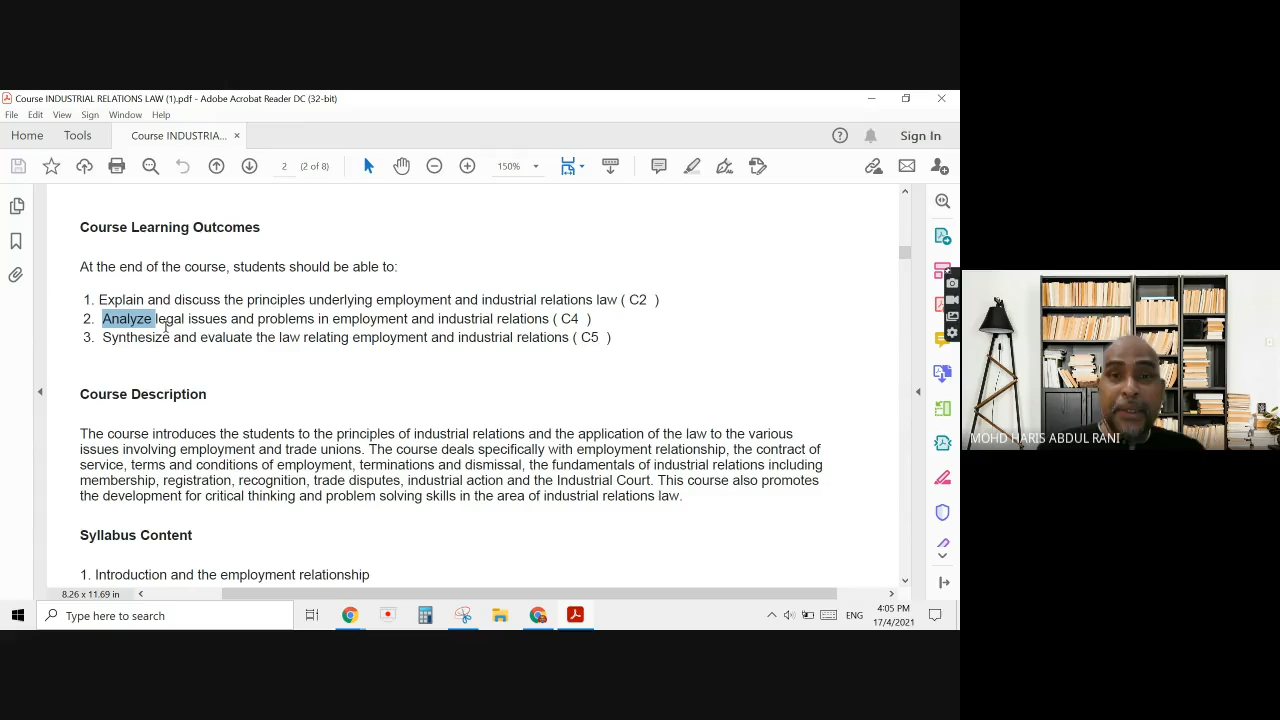 Course INDUSTRIAL RELATIONS LAW (1).pdf - Adobe Acrobat Reader DC (32-bit)
File Edit View Sign Window Help
Home Tools Course INDUSTRIA... × Sign In
2 (2 of 8) 150%
Course Learning Outcomes
At the end of the course, students should be able to:
1. Explain and discuss the principles underlying employment and industrial relations law ( C2 )
2. Analyze legal issues and problems in employment and industrial relations ( C4 )
3. Synthesize and evaluate the law relating employment and industrial relations ( C5 )
Course Description
The course introduces the students to the principles of industrial relations and the application of the law to the various
issues involving employment and trade unions. The course deals specifically with employment relationship, the contract of
service, terms and conditions of employment, terminations and dismissal, the fundamentals of industrial relations including
membership, registration, recognition, trade disputes, industrial action and the Industrial Court. This course also promotes
the development for critical thinking and problem solving skills in the area of industrial relations law.
Syllabus Content
1. Introduction and the employment relationship
8.26 x 11.69 in
Type here to search
ENG
4:05 PM
17/4/2021
MOHD HARIS ABDUL RANI